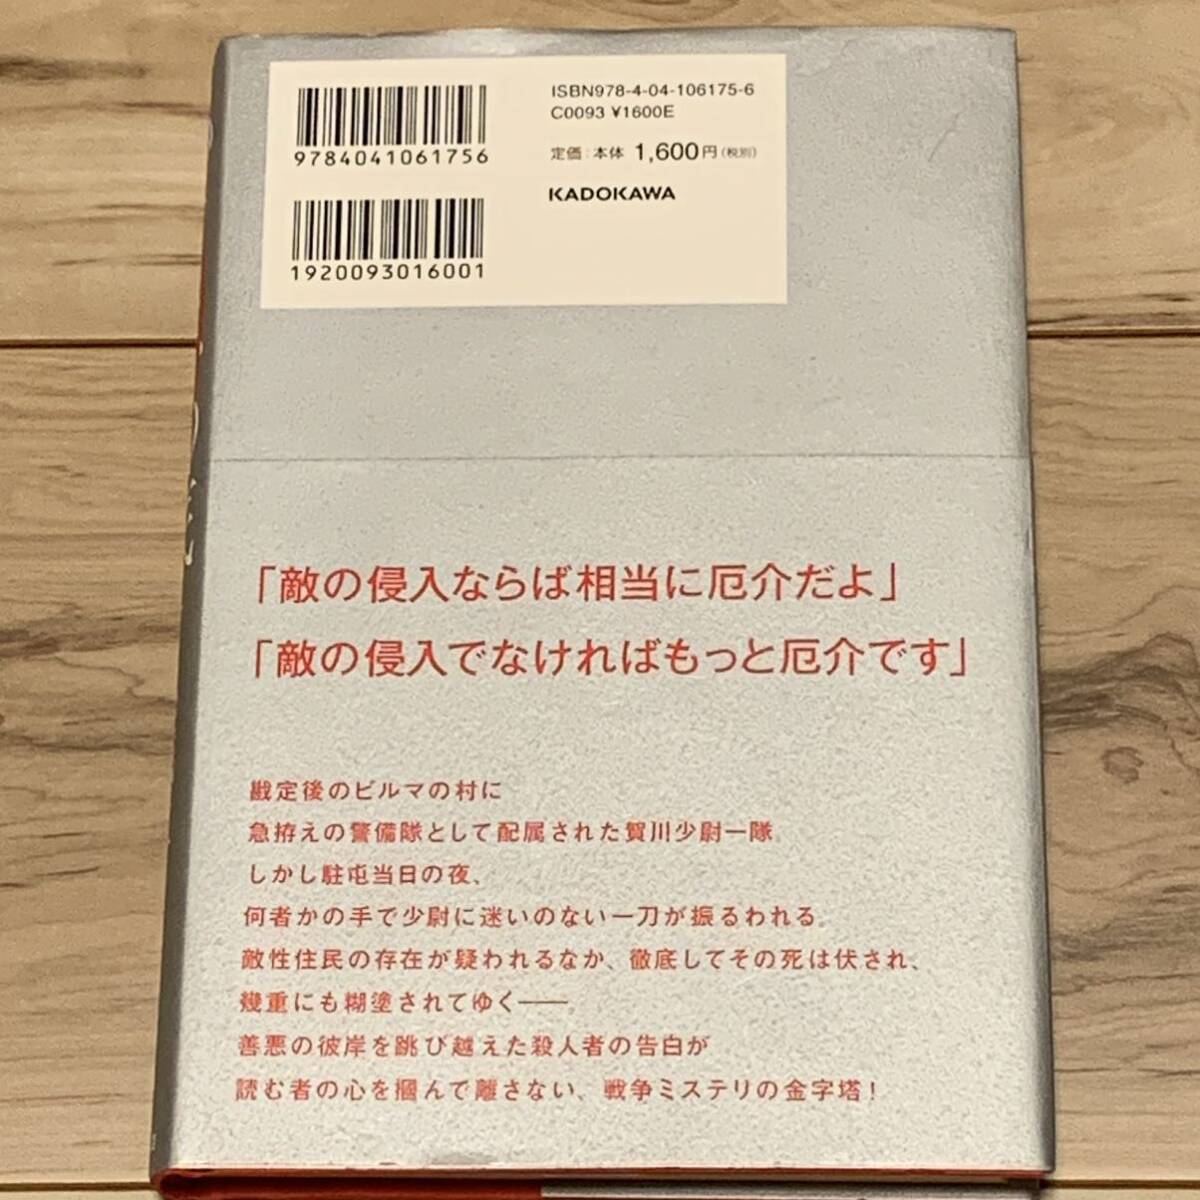 ISBN978-4-04-106175-6
C0093 ¥1600E
9784041061756
定価：本体 1,600円（税別）
KADOKAWA
1920093016001
「敵の侵入ならば相当に厄介だよ」
「敵の侵入でなければもっと厄介です」
戡定後のビルマの村に
急拵えの警備隊として配属された賀川少尉一隊。
しかし駐屯当日の夜、
何者かの手で少尉に迷いのない一刀が振るわれる。
敵性住民の存在が疑われるなか、徹底してその死は伏され、
幾重にも糊塗されてゆく――。
善悪の彼岸を跳び越えた殺人者の告白が
読む者の心を摑んで離さない、戦争ミステリの金字塔！